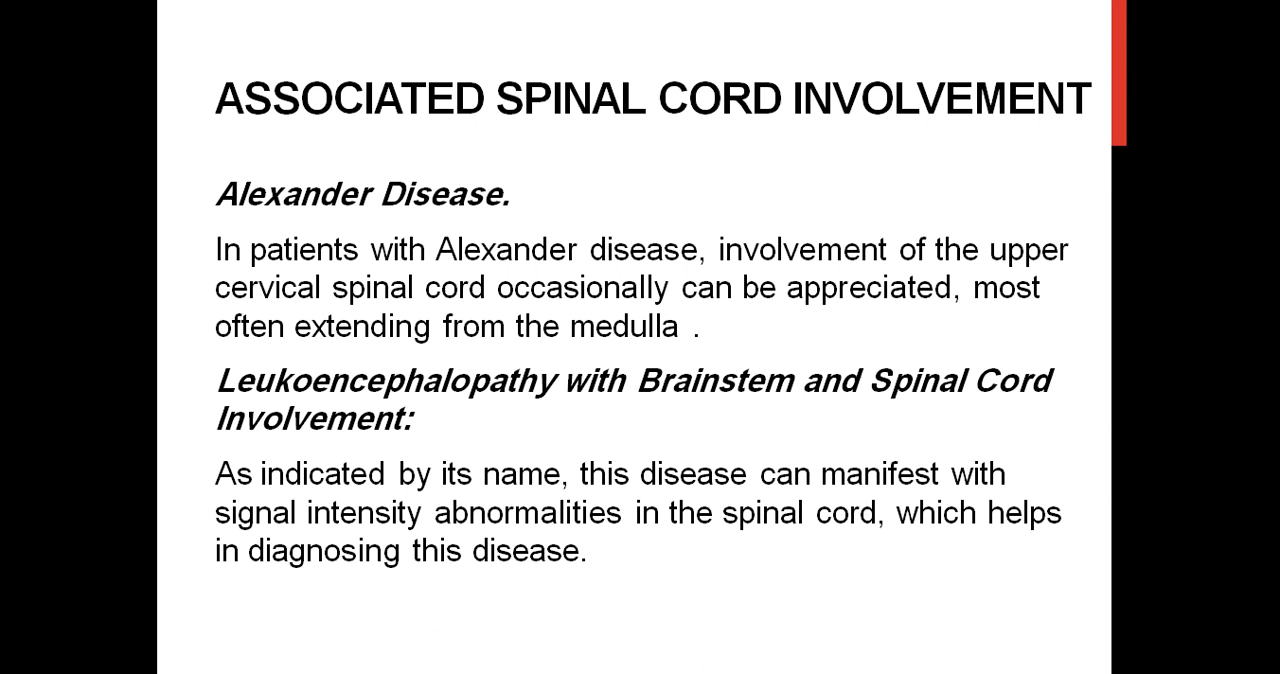 ASSOCIATED SPINAL CORD INVOLVEMENT
Alexander Disease.
In patients with Alexander disease, involvement of the upper
cervical spinal cord occasionally can be appreciated, most
often extending from the medulla .
Leukoencephalopathy with Brainstem and Spinal Cord
Involvement:
As indicated by its name, this disease can manifest with
signal intensity abnormalities in the spinal cord, which helps
in diagnosing this disease.